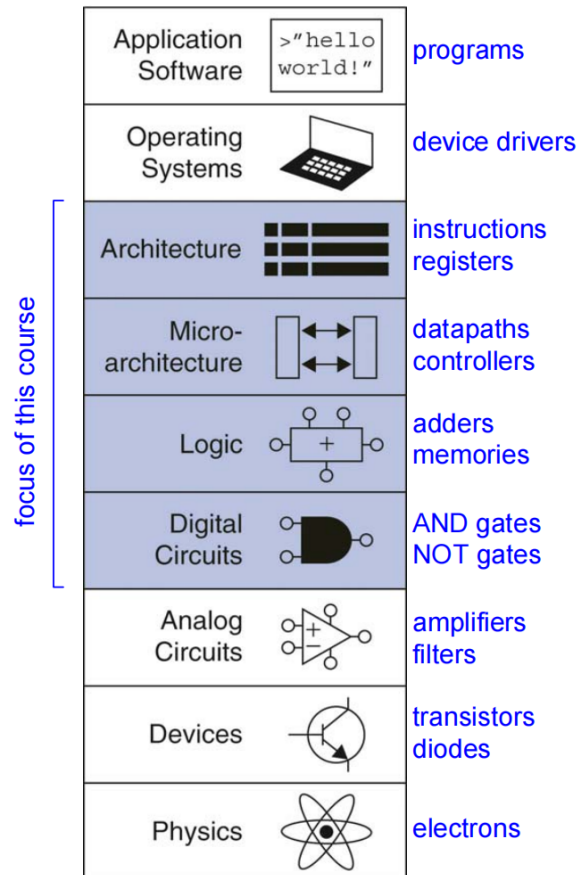 Application
Software
>"hello
world!"
programs
Operating
Systems
device drivers
focus of this course
Architecture
instructions
registers
Micro-
architecture
datapaths
controllers
Logic
+
adders
memories
Digital
Circuits
AND gates
NOT gates
Analog
Circuits
+
−
amplifiers
filters
Devices
transistors
diodes
Physics
electrons